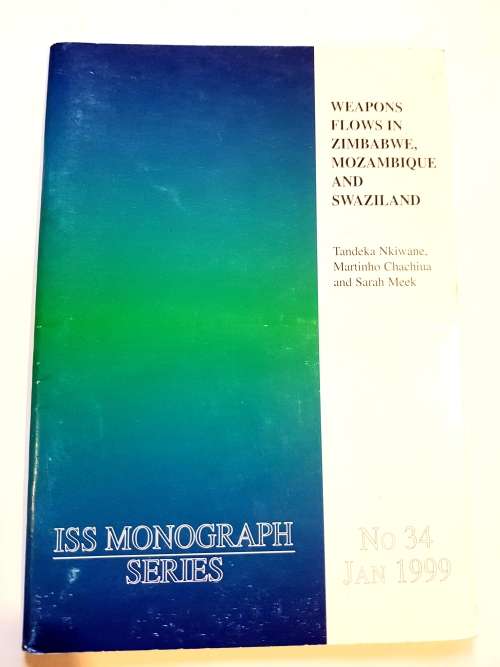 WEAPONS
FLOWS IN
ZIMBABWE,
MOZAMBIQUE
AND
SWAZILAND
Tandeka Nkiwane,
Martinho Chachiua
and Sarah Meek
ISS MONOGRAPH
SERIES
No 34
JAN 1999